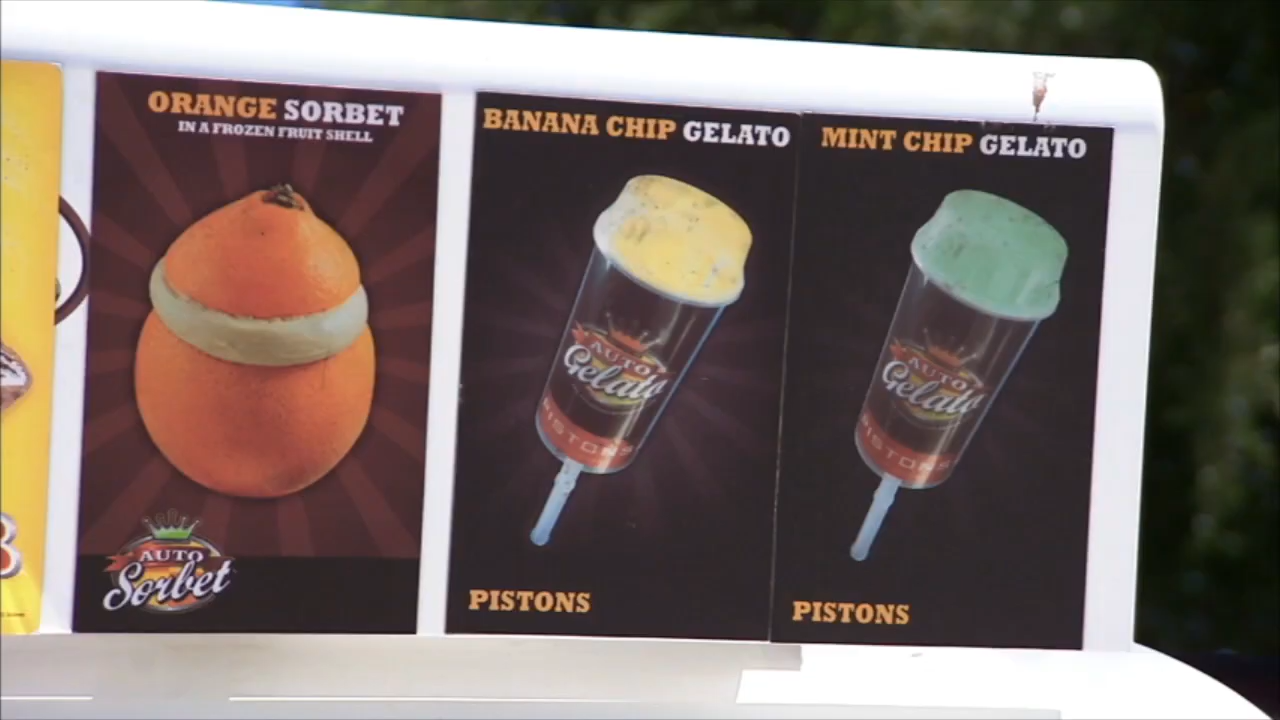 ORANGE SORBET
IN A FROZEN FRUIT SHELL
AUTO
Sorbet
BANANA CHIP GELATO
AUTO
Gelato
PISTONS
PISTONS
MINT CHIP GELATO
AUTO
Gelato
PISTONS
PISTONS